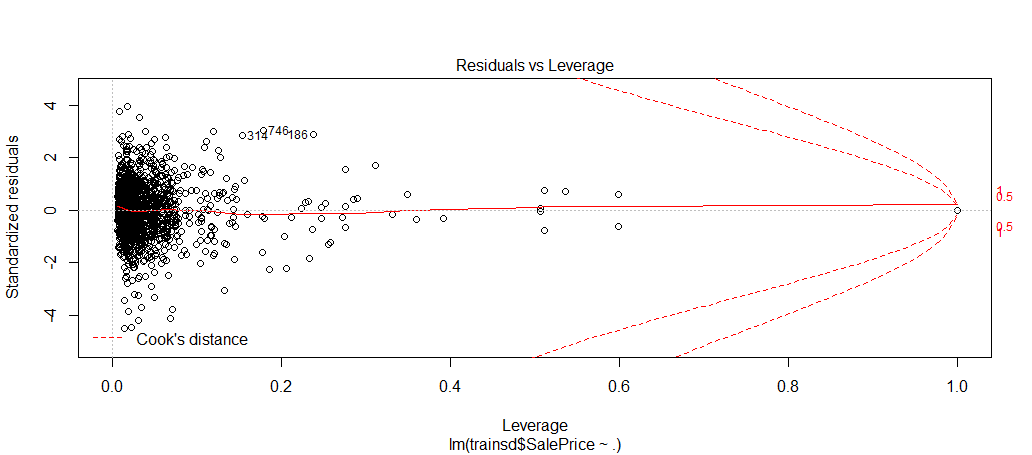 Residuals vs Leverage
Standardized residuals
4
2
0
-2
-4
314
746
186
1
0.5
0.5
1
Cook's distance
0.0 0.2 0.4 0.6 0.8 1.0
Leverage
lm(trainsd$SalePrice ~ .)